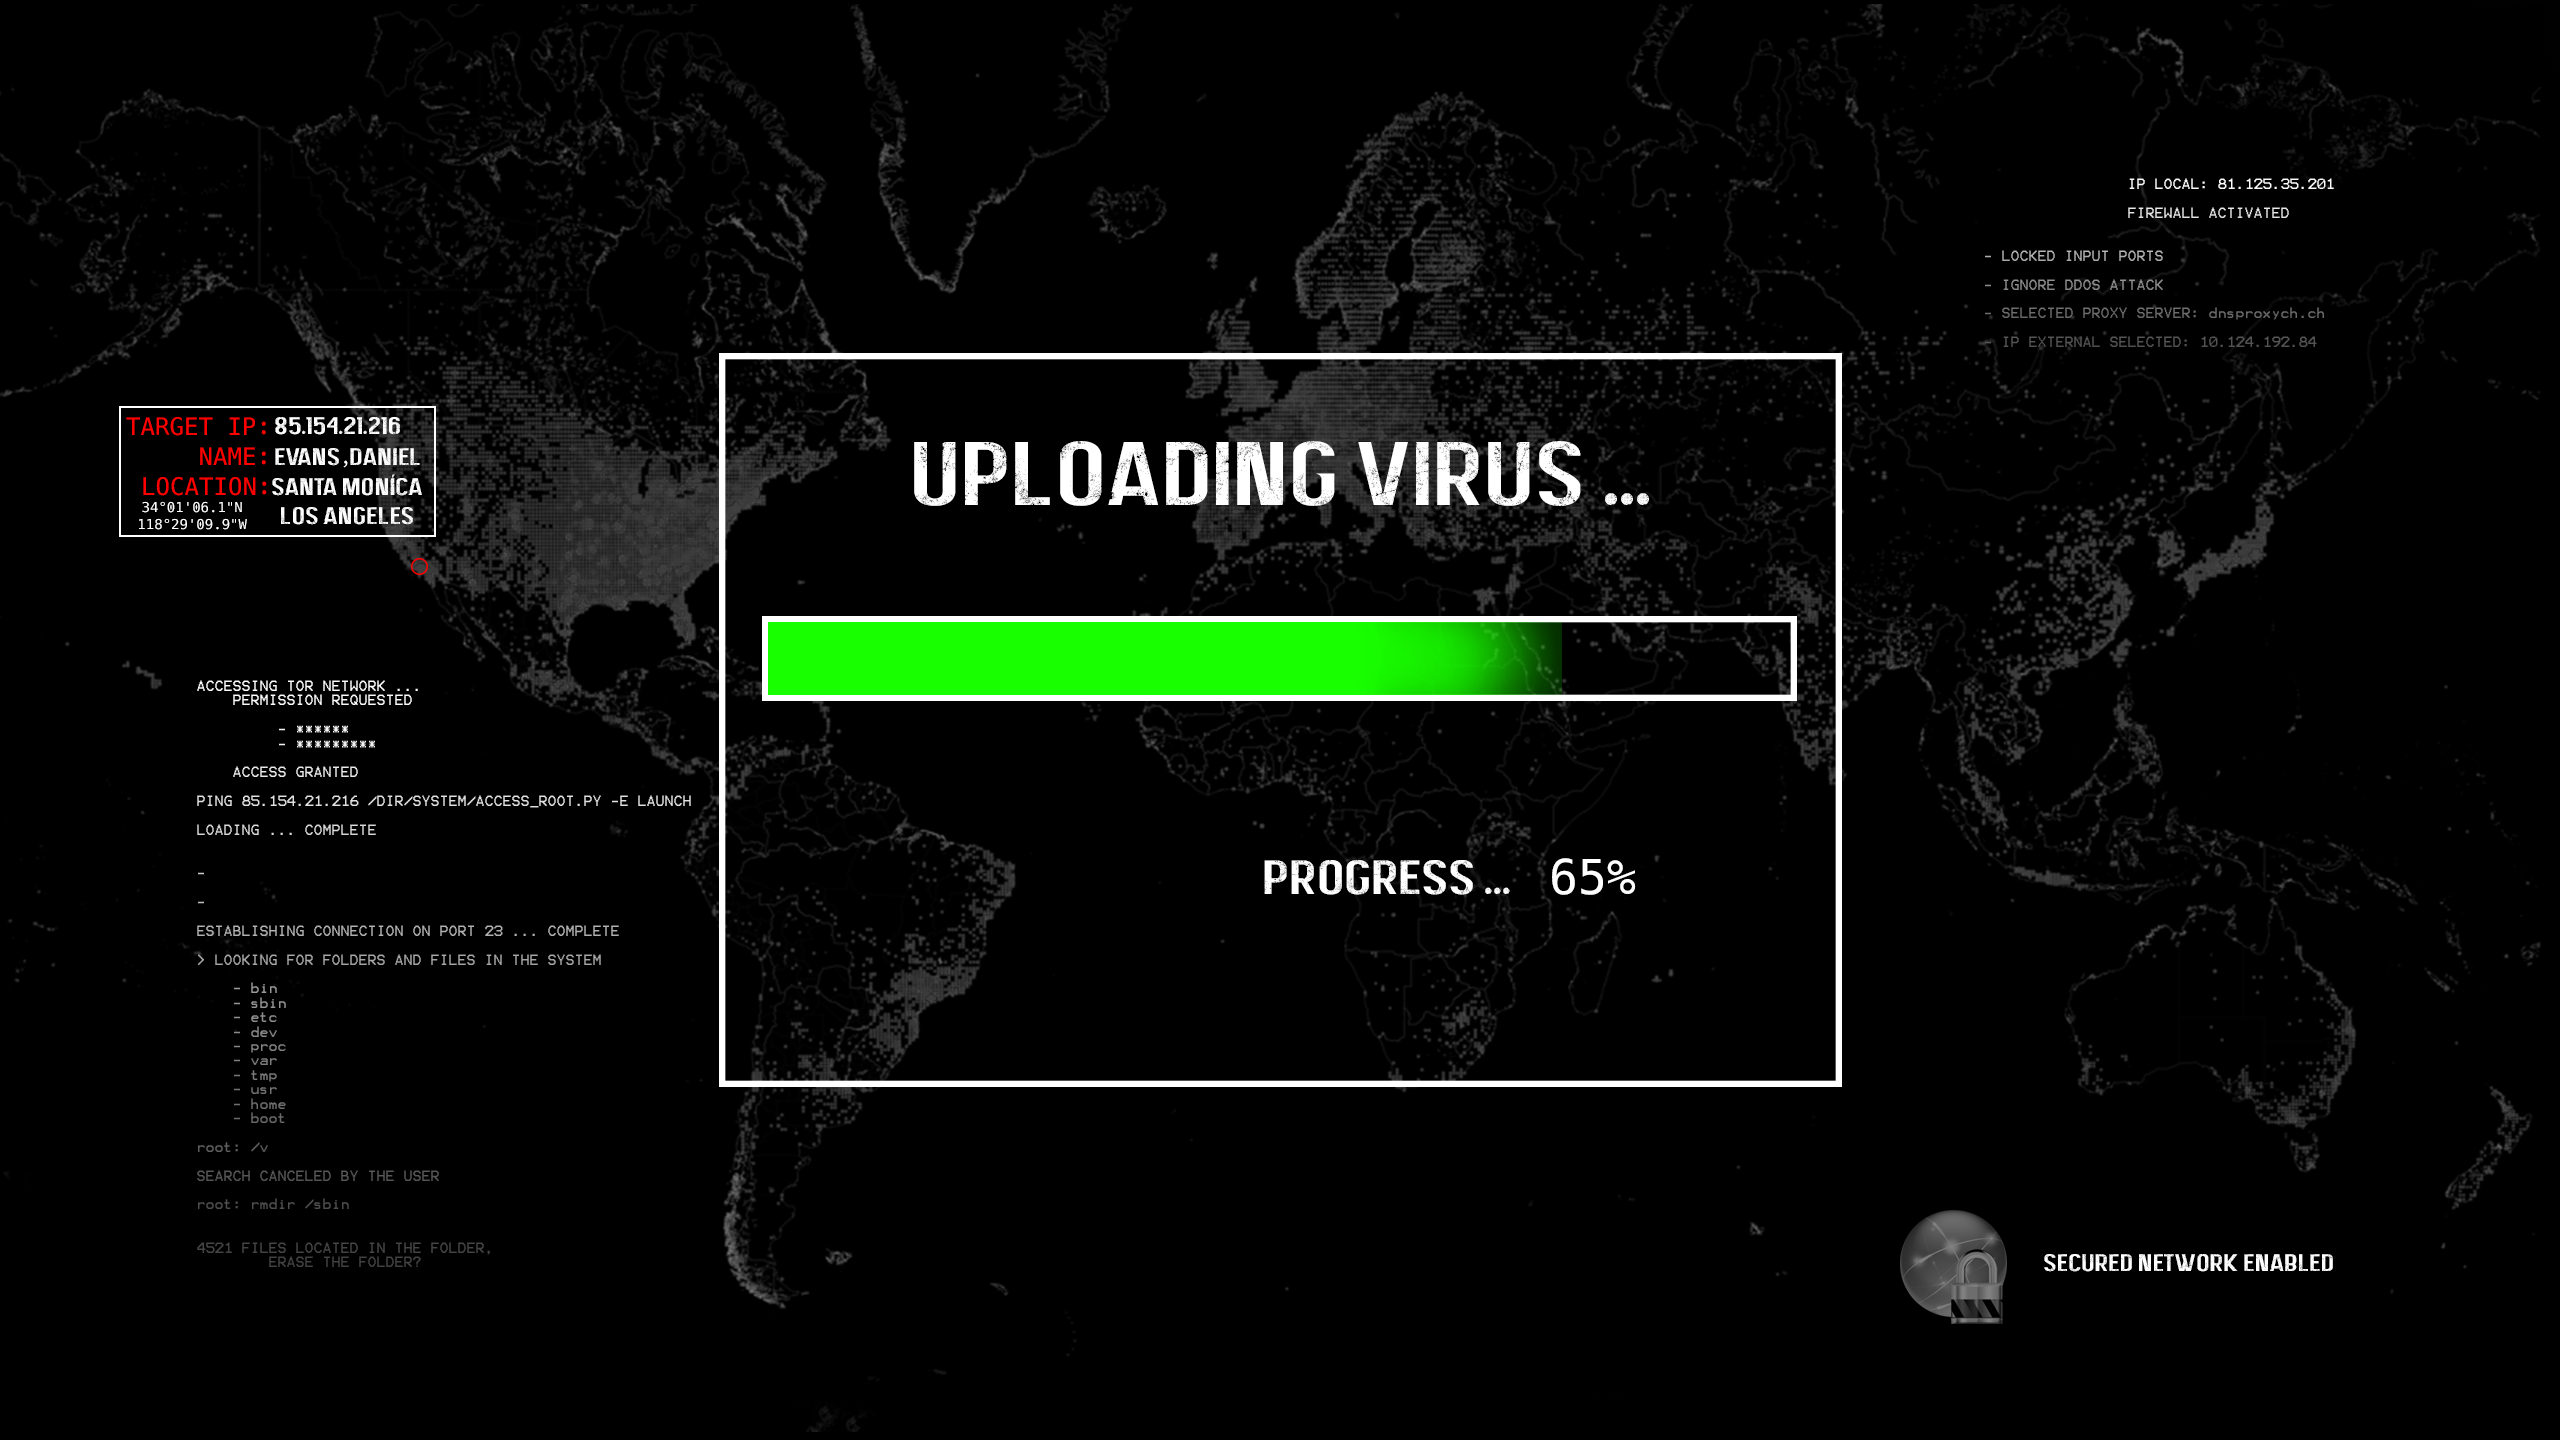 IP LOCAL: 81.125.35.201
FIREWALL ACTIVATED
- LOCKED INPUT PORTS
- IGNORE DDOS ATTACK
- SELECTED PROXY SERVER: dnsproxych.ch
- IP EXTERNAL SELECTED: 10.124.192.84
TARGET IP: 85.154.21.216
NAME: EVANS,DANIEL
LOCATION: SANTA MONÍCA
34°01'06.1"N
LOS ANGELES
118°29'09.9"W
UPLOADING VIRUS ...
PROGRESS ... 65%
ACCESSING TOR NETWORK ...
PERMISSION REQUESTED
- ******
- *********
ACCESS GRANTED
PING 85.154.21.216 /DIR/SYSTEM/ACCESS_ROOT.PY -E LAUNCH
LOADING ... COMPLETE
-
-
ESTABLISHING CONNECTION ON PORT 23 ... COMPLETE
> LOOKING FOR FOLDERS AND FILES IN THE SYSTEM
- bin
- sbin
- etc
- dev
- proc
- var
- tmp
- usr
- home
- boot
root: /v
SEARCH CANCELED BY THE USER
root: rmdir /sbin
4521 FILES LOCATED IN THE FOLDER,
ERASE THE FOLDER?
SECURED NETWORK ENABLED